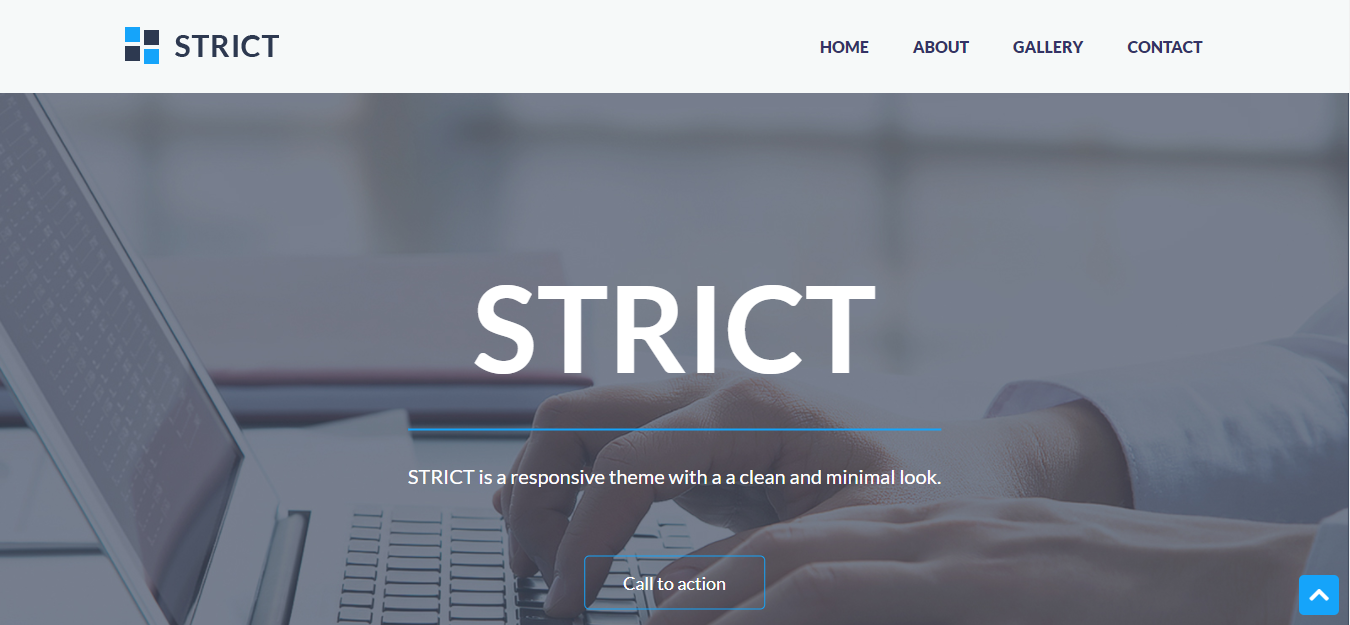 STRICT
HOME ABOUT GALLERY CONTACT
STRICT
STRICT is a responsive theme with a a clean and minimal look.
Call to action